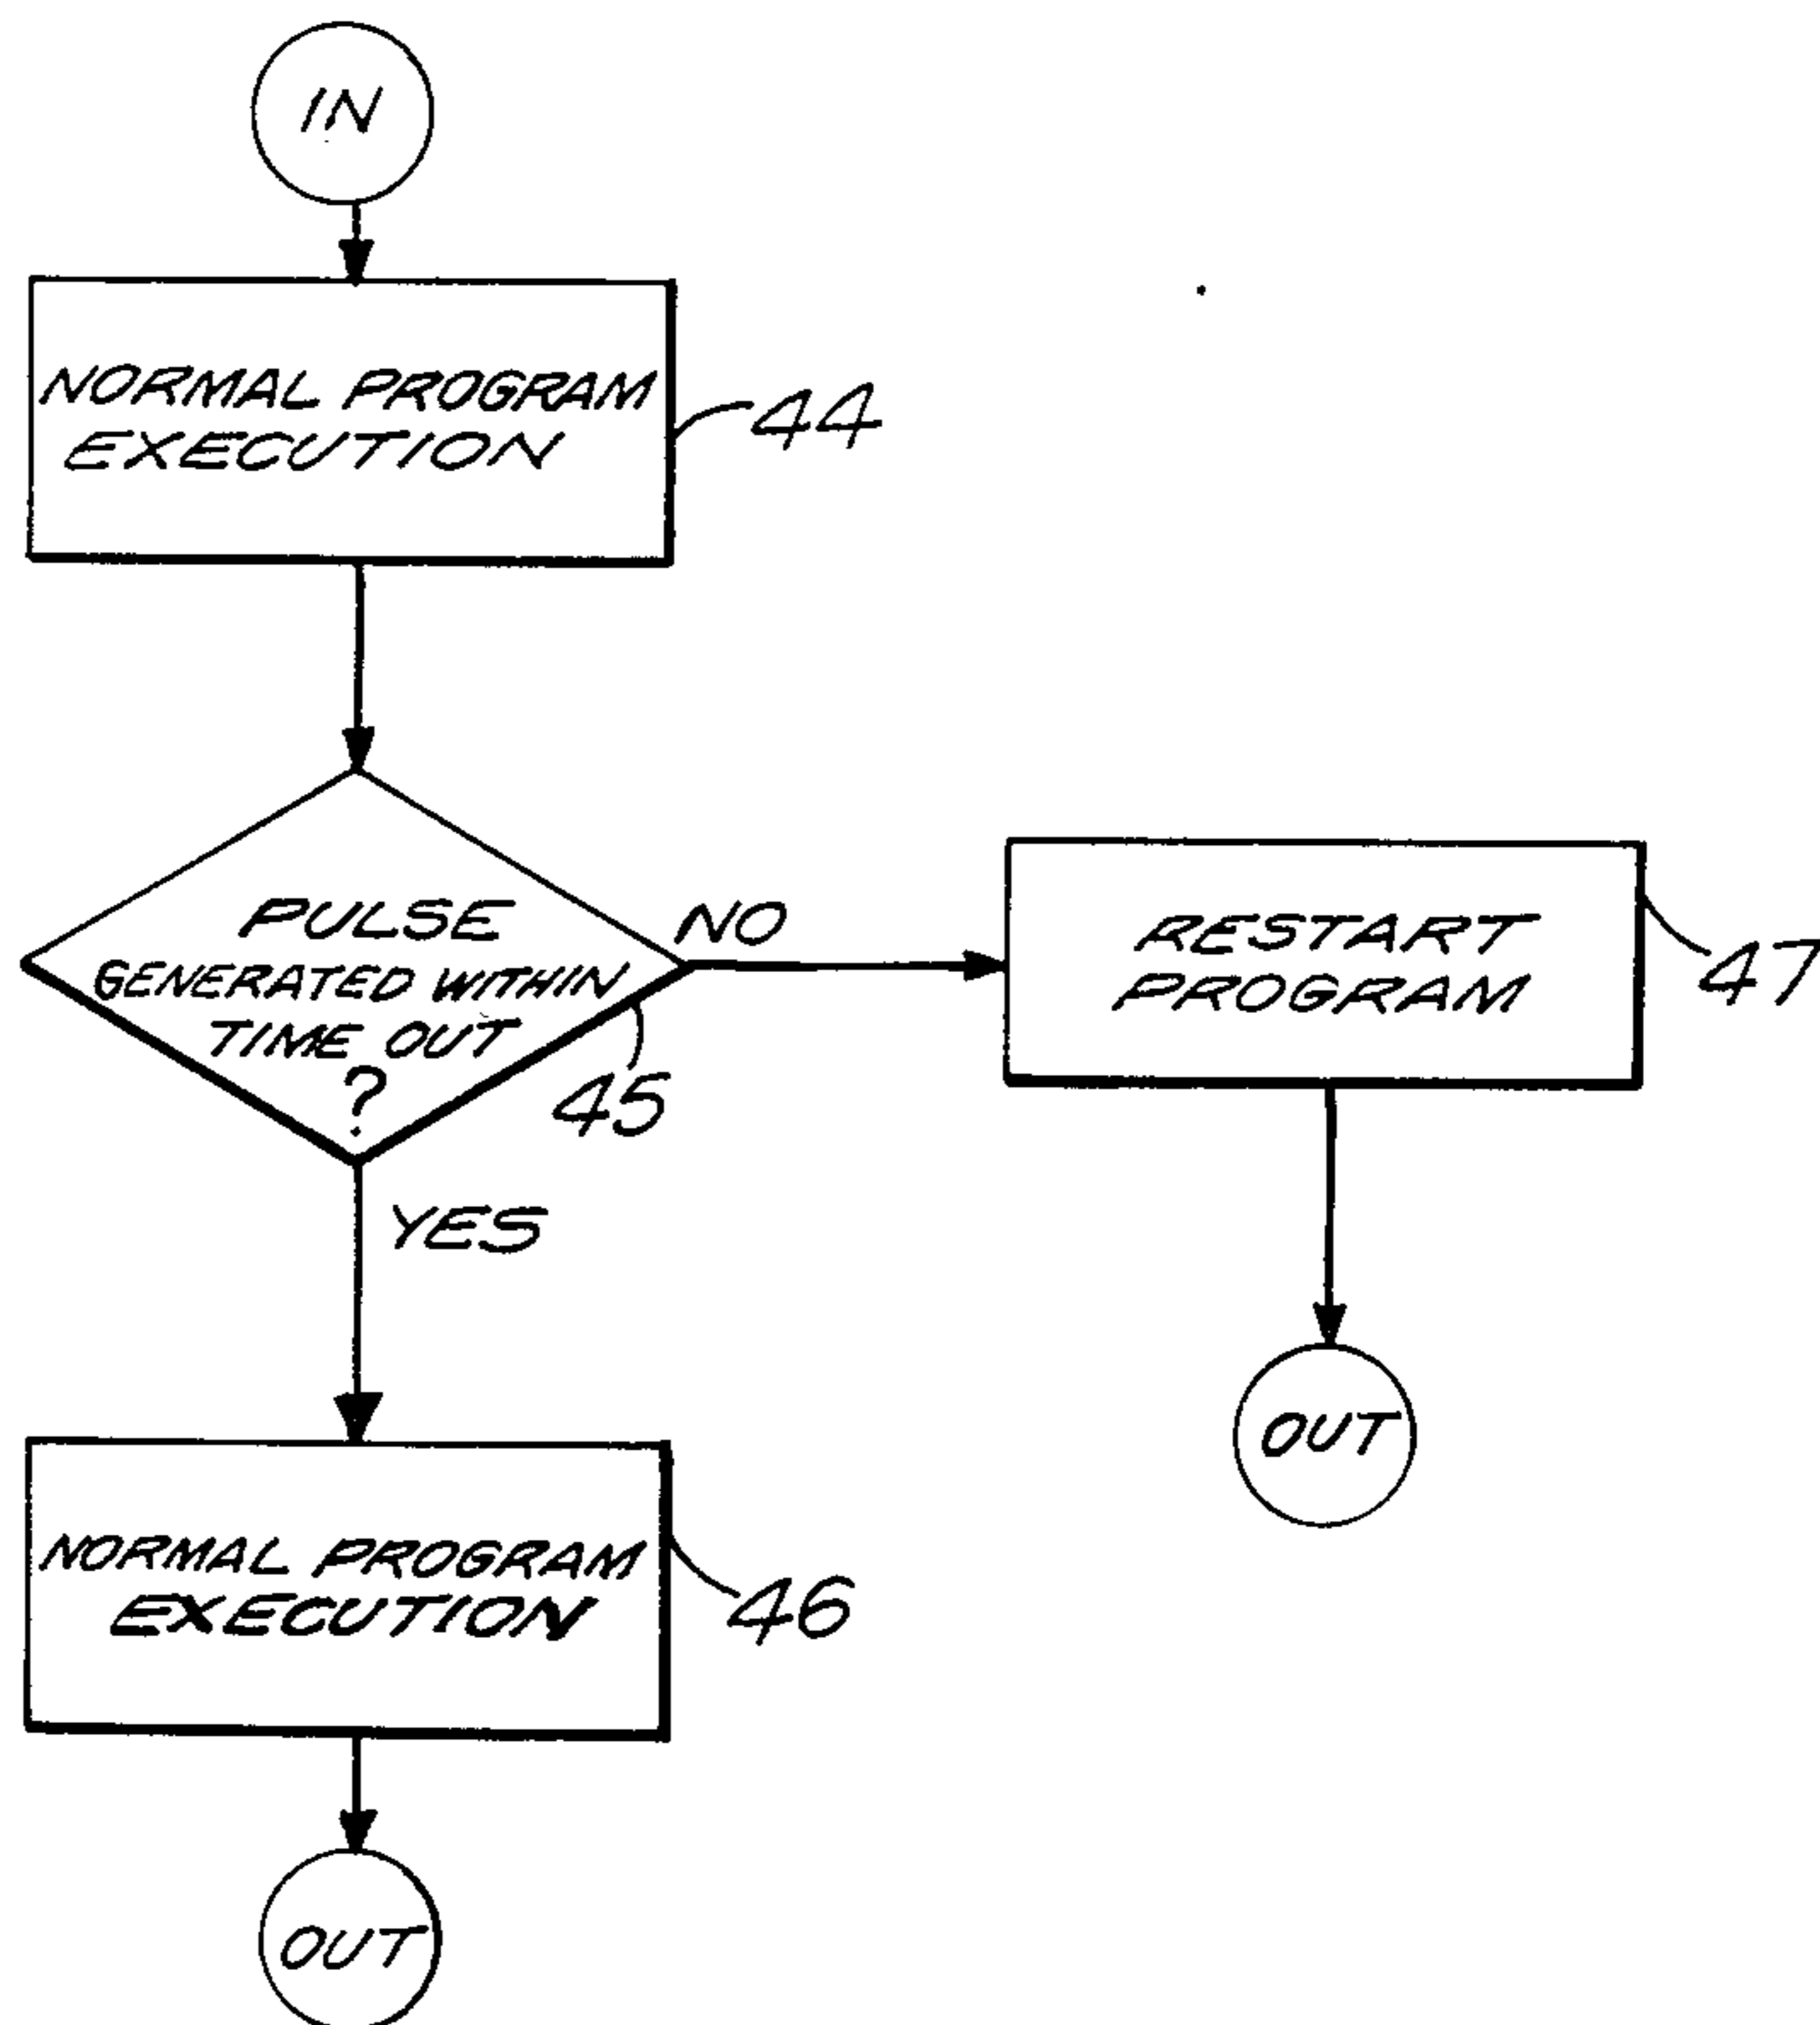 IN
NORMAL PROGRAM
EXECUTION
44
PULSE
GENERATED WITHIN
TIME OUT
?
45
NO
RESTART
PROGRAM
47
YES
OUT
NORMAL PROGRAM
EXECUTION
46
OUT